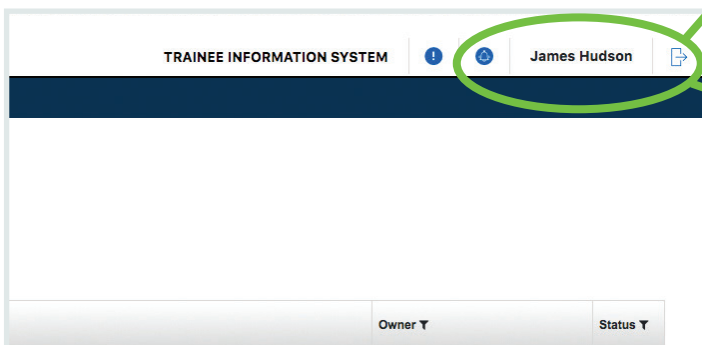 TRAINEE INFORMATION SYSTEM ! James Hudson
Owner Status